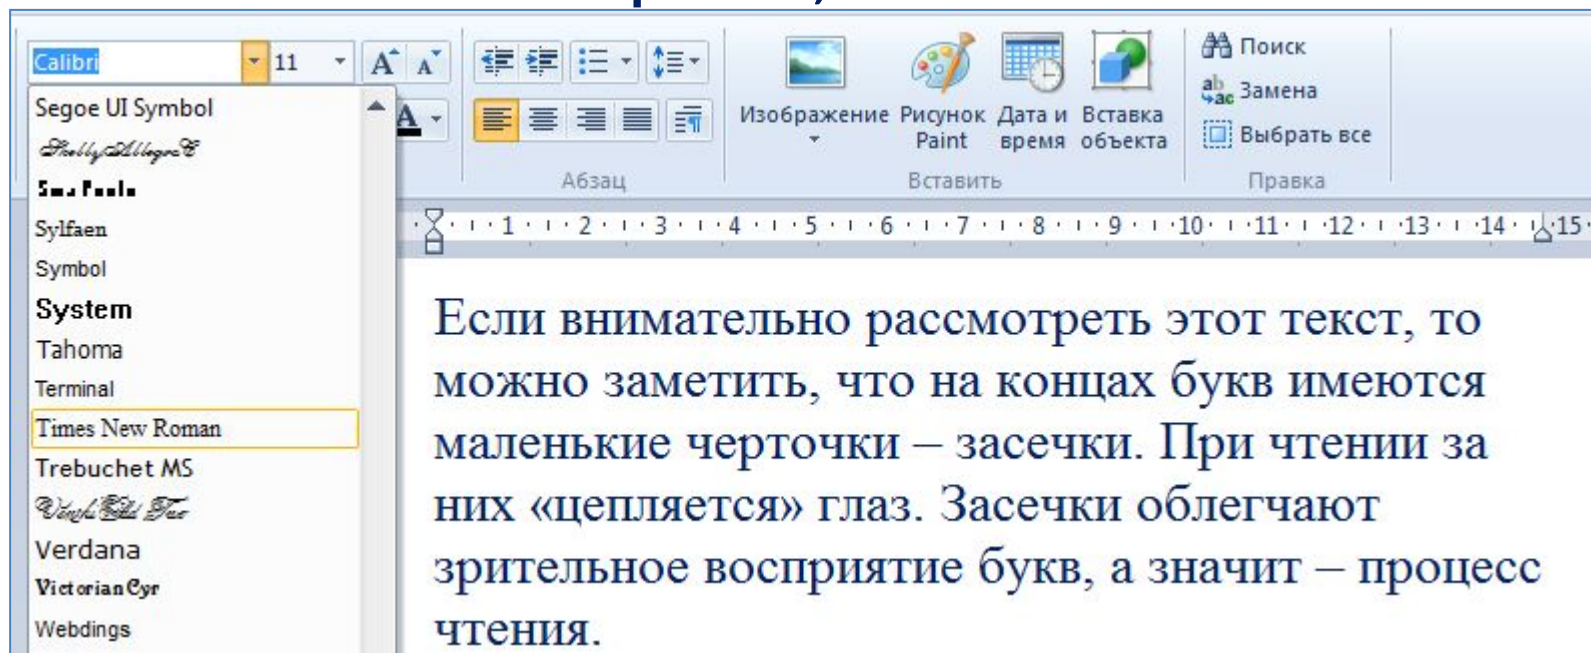 Calibri 11
Segoe UI Symbol
ShelleyAllegroC
Sao Paulo
Sylfaen
Symbol
System
Tahoma
Terminal
Times New Roman
Trebuchet MS
Verdana
VictorianCyr
Webdings
Абзац
Изображение
Рисунок Paint
Дата и время
Вставка объекта
Вставить
Поиск
Замена
Выбрать все
Правка
1 2 3 4 5 6 7 8 9 10 11 12 13 14 15
Если внимательно рассмотреть этот текст, то
можно заметить, что на концах букв имеются
маленькие черточки – засечки. При чтении за
них «цепляется» глаз. Засечки облегчают
зрительное восприятие букв, а значит – процесс
чтения.